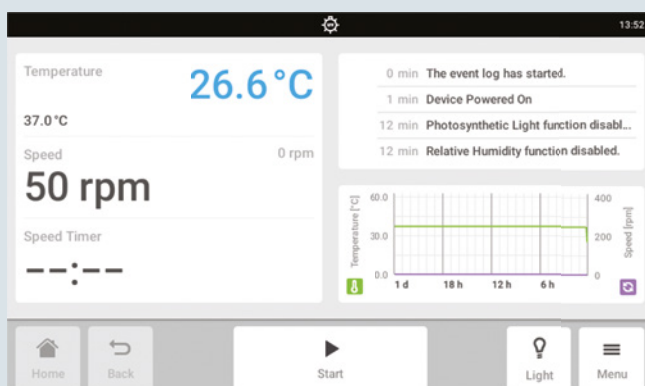 13:52
Temperature
26.6 °C
37.0 °C
Speed
0 rpm
50 rpm
Speed Timer
--:--
0 min The event log has started.
1 min Device Powered On
12 min Photosynthetic Light function disabl...
12 min Relative Humidity function disabled.
Temperature [°C]
60.0
30.0
0.0
400
200
0
Speed [rpm]
1 d 18 h 12 h 6 h
Home
Back
Start
Light
Menu